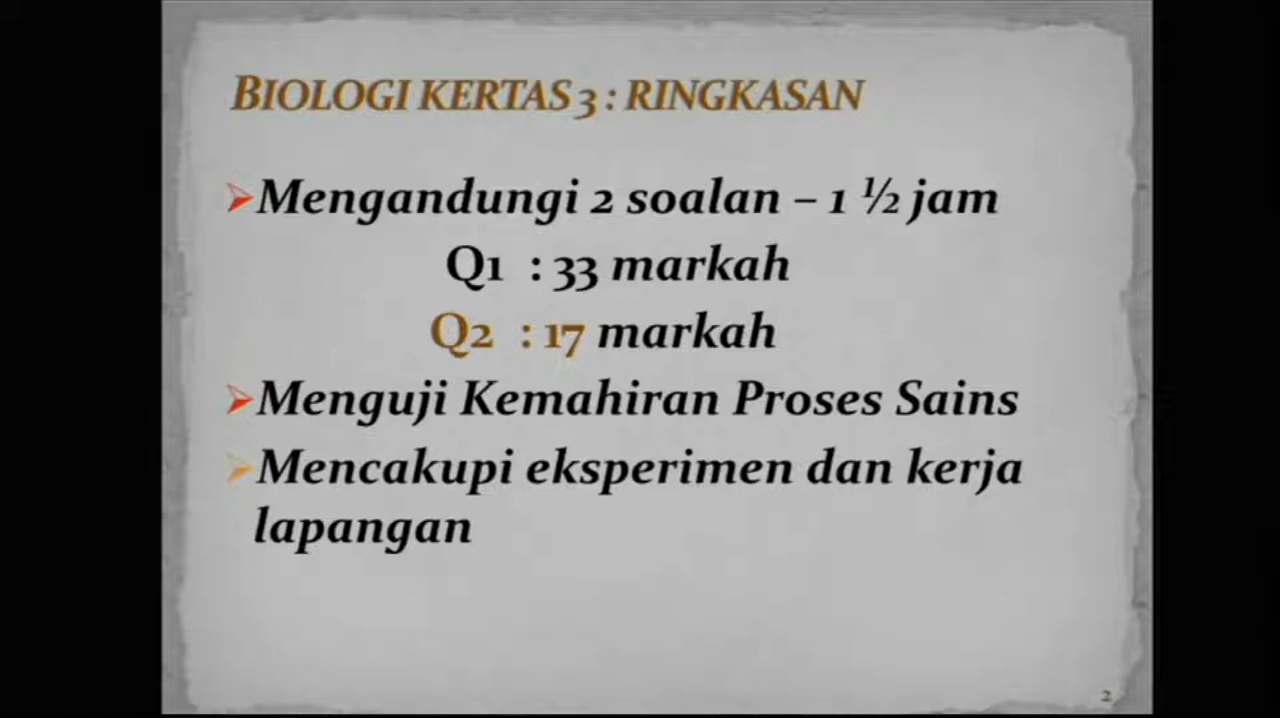 BIOLOGI KERTAS 3 : RINGKASAN
➢Mengandungi 2 soalan – 1 ½ jam
Q1 : 33 markah
Q2 : 17 markah
➢Menguji Kemahiran Proses Sains
➢Mencakupi eksperimen dan kerja
lapangan
2